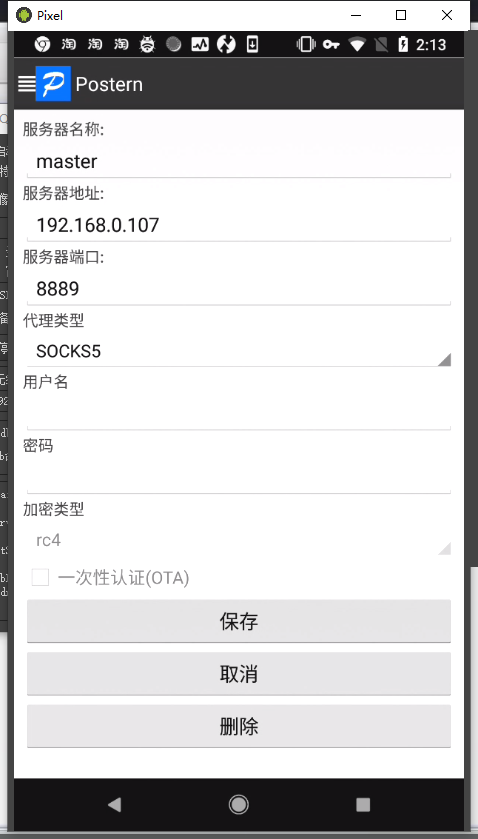 Pixel
淘 淘 淘 2:13
Postern
服务器名称:
master
服务器地址:
192.168.0.107
服务器端口:
8889
代理类型
SOCKS5
用户名
密码
加密类型
rc4
一次性认证(OTA)
保存
取消
删除